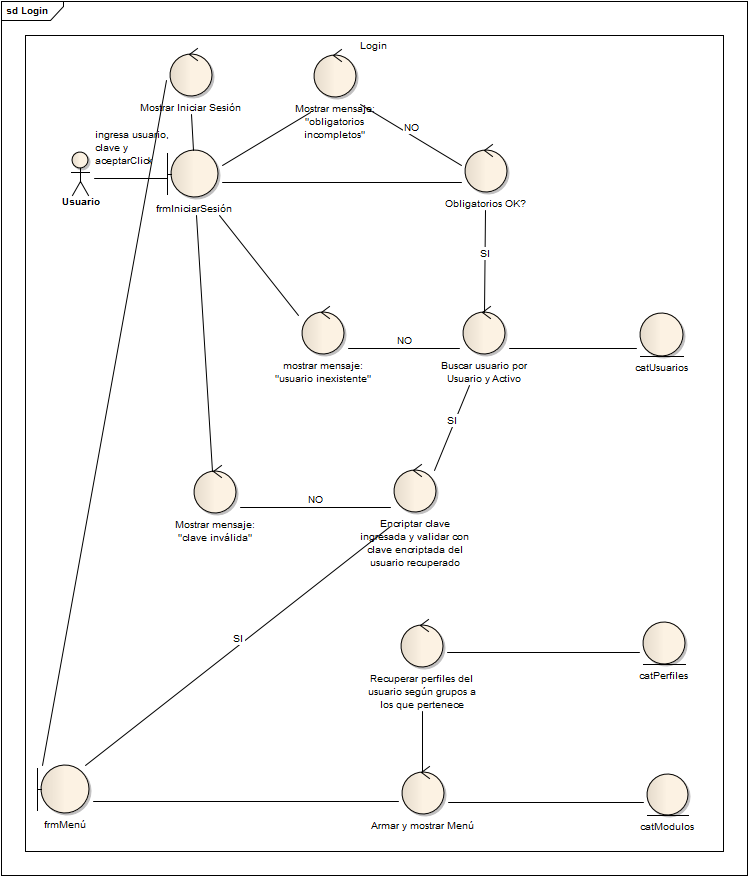 sd Login
Login
Mostrar Iniciar Sesión
Mostrar mensaje:
"obligatorios
incompletos"
NO
ingresa usuario,
clave y
aceptarClick
Usuario
frmIniciarSesión
Obligatorios OK?
SI
NO
mostrar mensaje:
"usuario inexistente"
Buscar usuario por
Usuario y Activo
catUsuarios
SI
NO
Mostrar mensaje:
"clave inválida"
Encriptar clave
ingresada y validar con
clave encriptada del
usuario recuperado
SI
Recuperar perfiles del
usuario según grupos a
los que pertenece
catPerfiles
frmMenú
Armar y mostrar Menú
catModulos